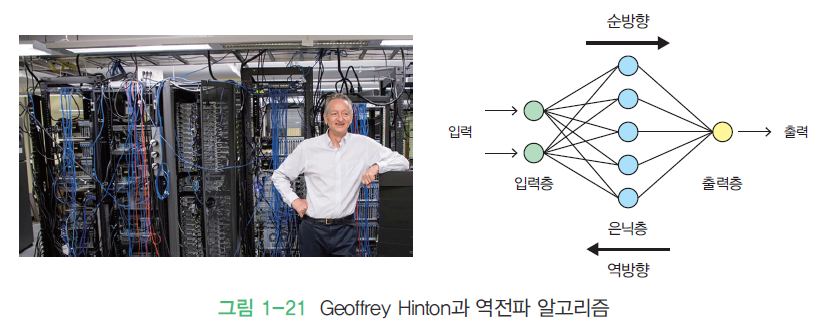 순방향
입력
입력층
출력층
출력
은닉층
역방향
그림 1-21 Geoffrey Hinton과 역전파 알고리즘